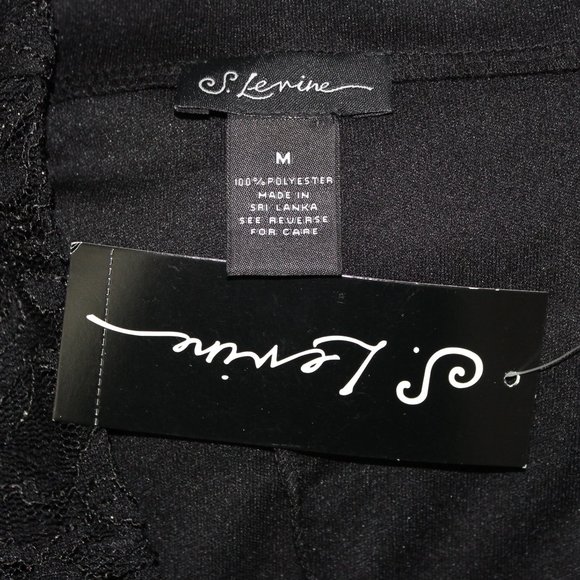 S. Levine
M
100% POLYESTER
MADE IN
SRI LANKA
SEE REVERSE
FOR CARE
S. Levine